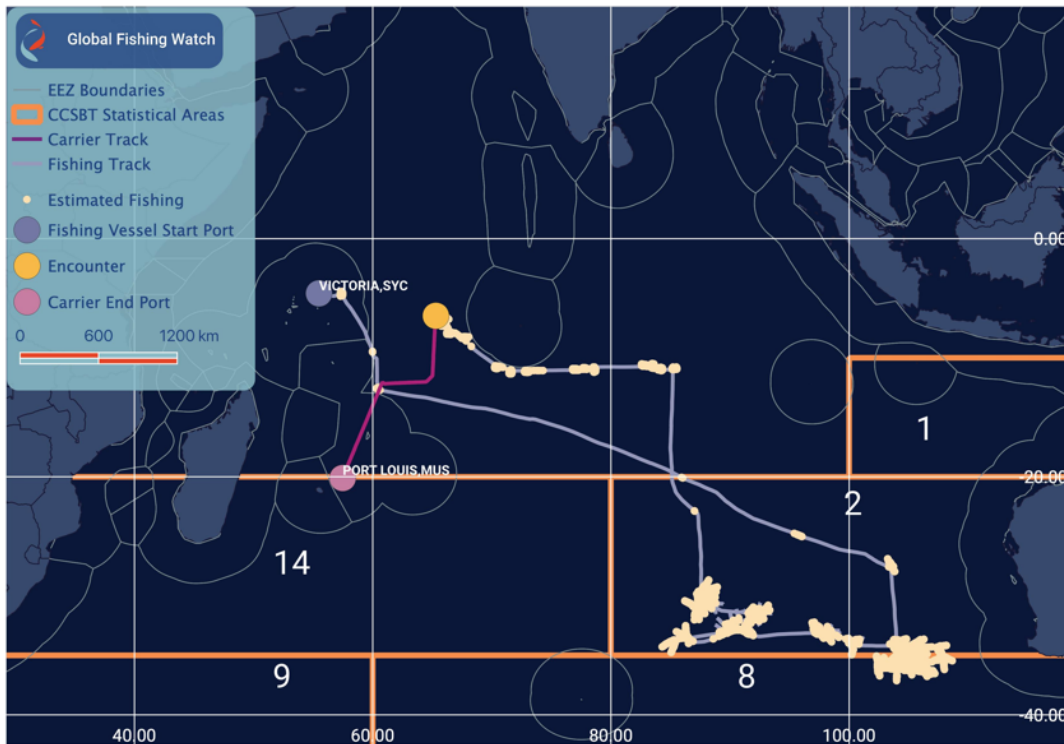 Global Fishing Watch
EEZ Boundaries
CCSBT Statistical Areas
Carrier Track
Fishing Track
Estimated Fishing
Fishing Vessel Start Port
Encounter
Carrier End Port
0 600 1200 km
VICTORIA,SYC
PORT LOUIS,MUS
0.00
1
-20.00
2
14
9
8
-40.00
40.00 60.00 80.00 100.00